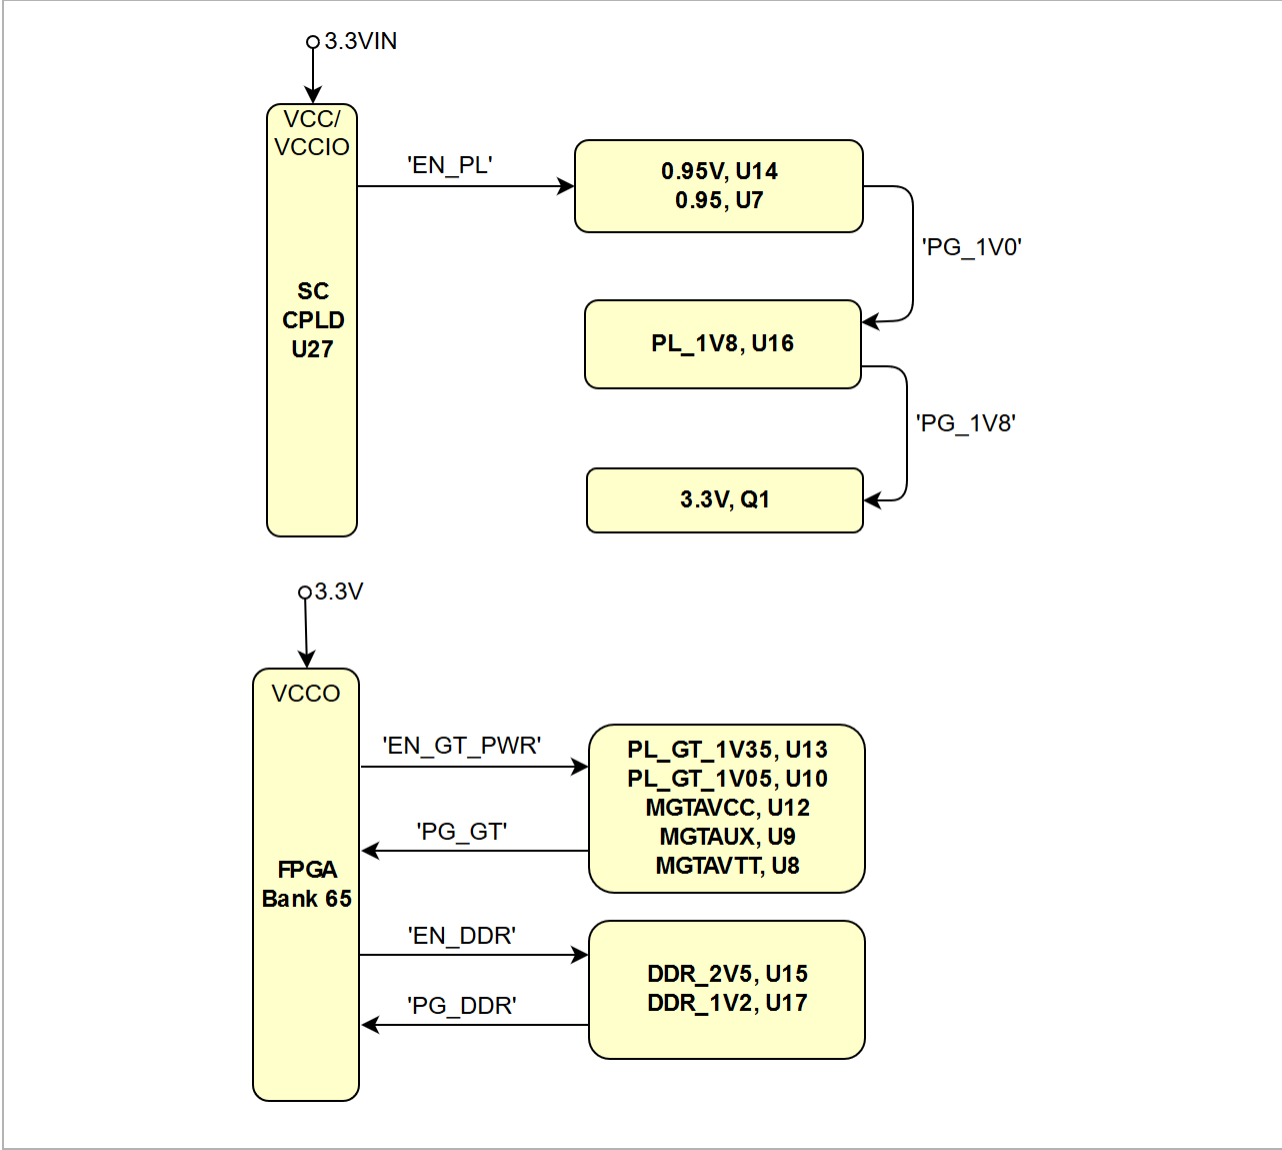 3.3VIN
VCC/
VCCIO
'EN_PL'
0.95V, U14
0.95, U7
'PG_1V0'
SC
CPLD
U27
PL_1V8, U16
'PG_1V8'
3.3V, Q1
3.3V
VCCO
'EN_GT_PWR'
PL_GT_1V35, U13
PL_GT_1V05, U10
MGTAVCC, U12
MGTAUX, U9
MGTAVTT, U8
'PG_GT'
FPGA
Bank 65
'EN_DDR'
DDR_2V5, U15
DDR_1V2, U17
'PG_DDR'